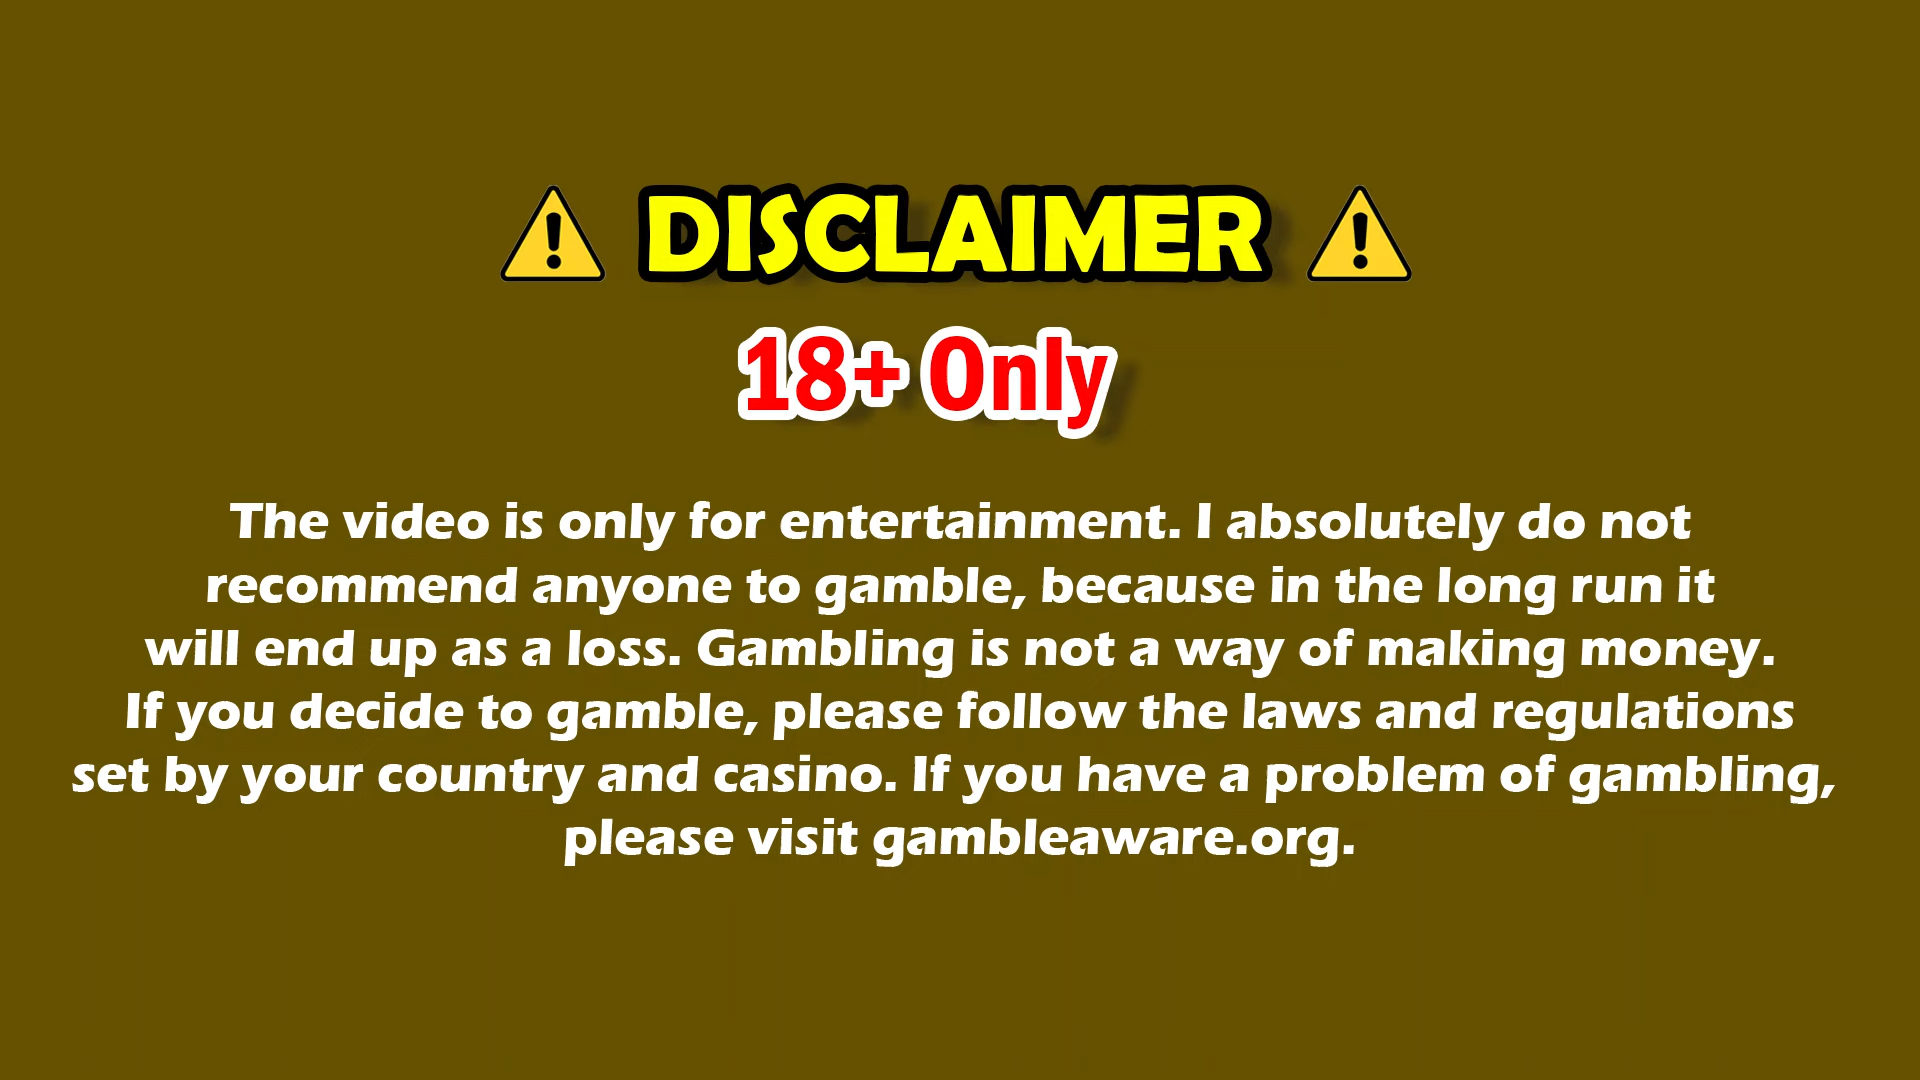 ⚠ DISCLAIMER ⚠
18+ Only
The video is only for entertainment. I absolutely do not
recommend anyone to gamble, because in the long run it
will end up as a loss. Gambling is not a way of making money.
If you decide to gamble, please follow the laws and regulations
set by your country and casino. If you have a problem of gambling,
please visit gambleaware.org.